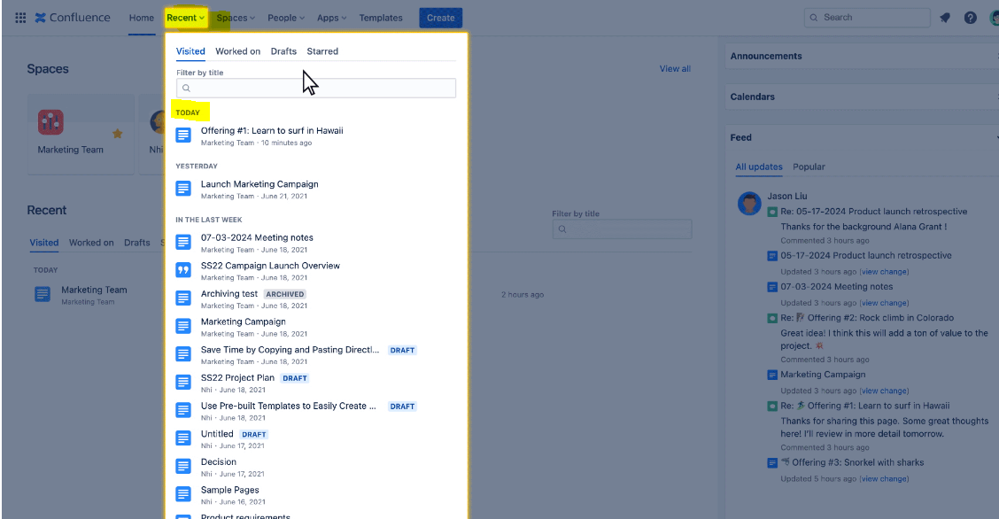 Confluence
Home
Recent
Spaces
People
Apps
Templates
Create
Search
Visited
Worked on
Drafts
Starred
Filter by title
TODAY
Offering #1: Learn to surf in Hawaii
Marketing Team - 10 minutes ago
YESTERDAY
Launch Marketing Campaign
Marketing Team - June 21, 2021
IN THE LAST WEEK
07-03-2024 Meeting notes
Marketing Team - June 18, 2021
SS22 Campaign Launch Overview
Marketing Team - June 18, 2021
Archiving test ARCHIVED
Marketing Team - June 18, 2021
Marketing Campaign
Marketing Team - June 18, 2021
Save Time by Copying and Pasting Directl... DRAFT
Marketing Team - June 18, 2021
SS22 Project Plan DRAFT
Nhi - June 18, 2021
Use Pre-built Templates to Easily Create ... DRAFT
Nhi - June 18, 2021
Untitled DRAFT
Nhi - June 17, 2021
Decision
Nhi - June 17, 2021
Sample Pages
Nhi - June 16, 2021
Product requirements
Spaces
View all
Marketing Team
Nhi
Recent
Filter by title
Visited
Worked on
Drafts
S
TODAY
Marketing Team
Marketing Team
2 hours ago
Announcements
Calendars
Feed
All updates
Popular
Jason Liu
Re: 05-17-2024 Product launch retrospective
Thanks for the background Alana Grant !
Commented 3 hours ago
05-17-2024 Product launch retrospective
Updated 3 hours ago (view change)
07-03-2024 Meeting notes
Updated 3 hours ago (view change)
Re: Offering #2: Rock climb in Colorado
Great idea! I think this will add a ton of value to the
project.
Commented 3 hours ago
Marketing Campaign
Updated 3 hours ago (view change)
Re: Offering #1: Learn to surf in Hawaii
Thanks for sharing this page. Some great thoughts
here! I'll review in more detail tomorrow.
Commented 3 hours ago
Offering #3: Snorkel with sharks
Updated 5 hours ago (view change)